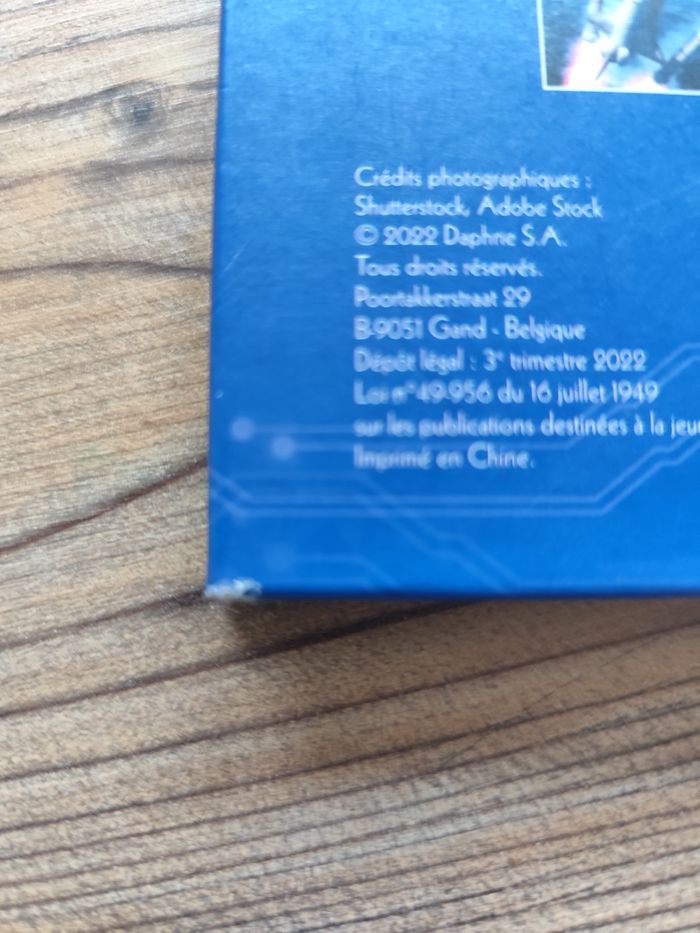 Crédits photographiques :
Shutterstock, Adobe Stock
© 2022 Daphne S.A.
Tous droits réservés.
Poortakkerstraat 29
B-9051 Gand - Belgique
Dépôt légal : 3e trimestre 2022
Loi n°49-956 du 16 juillet 1949
sur les publications destinées à la jeu
Imprimé en Chine.